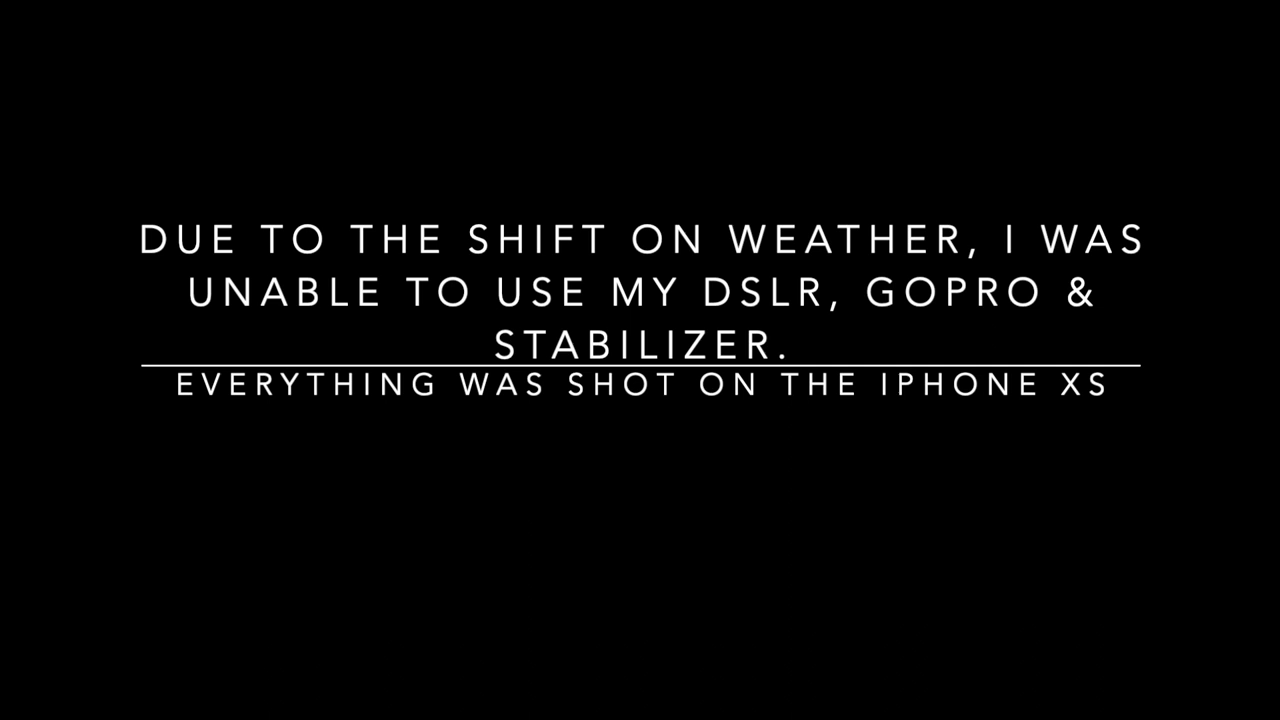 DUE TO THE SHIFT ON WEATHER, I WAS
UNABLE TO USE MY DSLR, GOPRO &
STABILIZER.
EVERYTHING WAS SHOT ON THE IPHONE XS